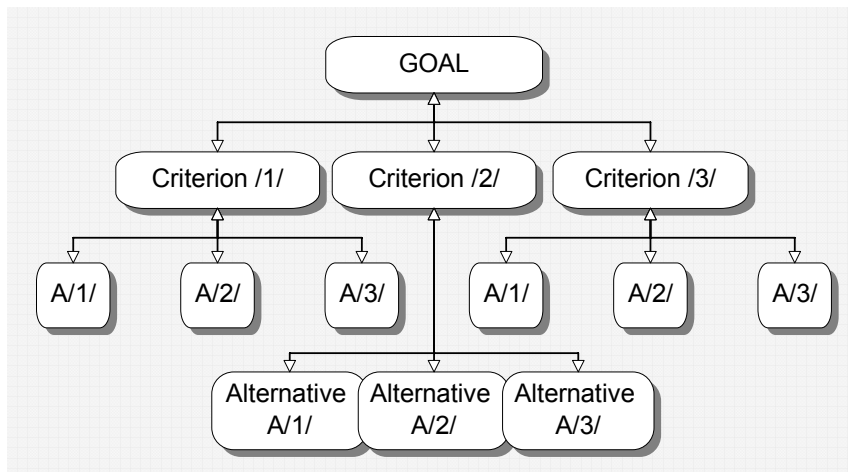 GOAL
Criterion /1/
Criterion /2/
Criterion /3/
A/1/
A/2/
A/3/
A/1/
A/2/
A/3/
Alternative
A/1/
Alternative
A/2/
Alternative
A/3/